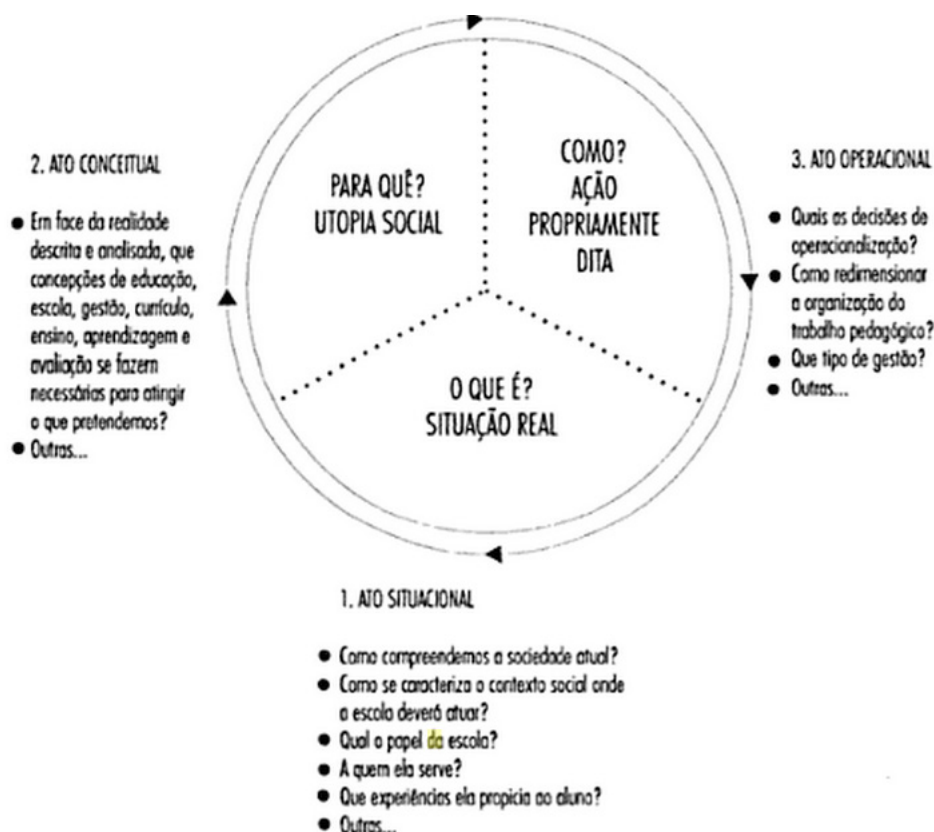 2. ATO CONCEITUAL
● Em face da realidade
descrita e analisada, que
concepções de educação,
escola, gestão, currículo,
ensino, aprendizagem e
avaliação se fazem
necessárias para atingir
o que pretendemos?
● Outras...
PARA QUÊ?
UTOPIA SOCIAL
COMO?
AÇÃO
PROPRIAMENTE
DITA
O QUE É?
SITUAÇÃO REAL
3. ATO OPERACIONAL
● Quais as decisões de
operacionalização?
● Como redimensionar
a organização do
trabalho pedagógico?
● Que tipo de gestão?
● Outras...
1. ATO SITUACIONAL
● Como compreendemos a sociedade atual?
● Como se caracteriza o contexto social onde
a escola deverá atuar?
● Qual o papel da escola?
● A quem ela serve?
● Que experiências ela propicia ao aluno?
● Outras...